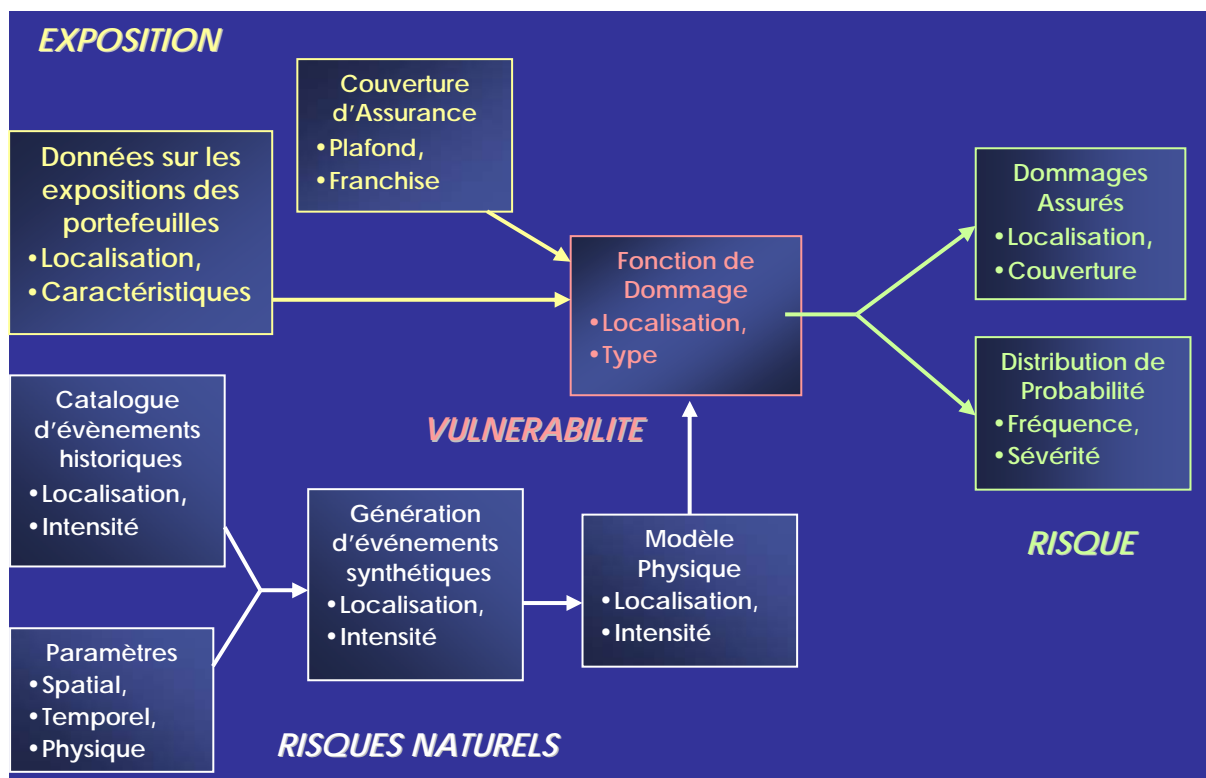 EXPOSITION
Couverture
d'Assurance
•Plafond,
•Franchise
Données sur les
expositions des
portefeuilles
•Localisation,
•Caractéristiques
Fonction de
Dommage
•Localisation,
•Type
Dommages
Assurés
•Localisation,
•Couverture
Distribution de
Probabilité
•Fréquence,
•Sévérité
VULNERABILITE
Catalogue
d'évènements
historiques
•Localisation,
•Intensité
Génération
d'événements
synthétiques
•Localisation,
•Intensité
Modèle
Physique
•Localisation,
•Intensité
RISQUE
Paramètres
•Spatial,
•Temporel,
•Physique
RISQUES NATURELS